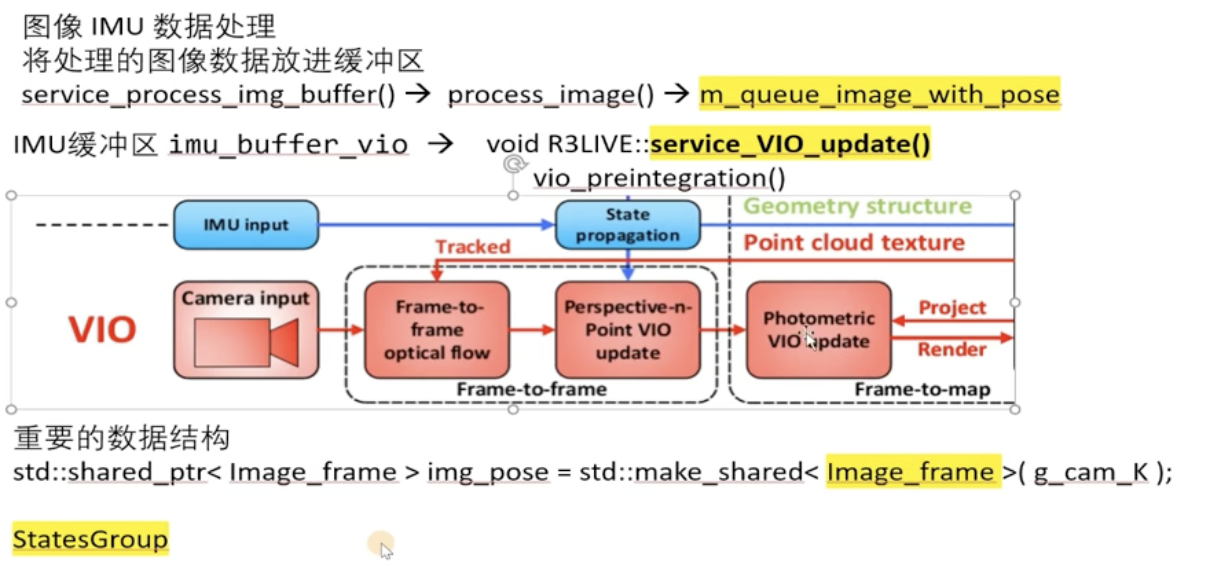 图像 IMU 数据处理
将处理的图像数据放进缓冲区
service_process_img_buffer() → process_image() → m_queue_image_with_pose
IMU缓冲区 imu_buffer_vio → void R3LIVE::service_VIO_update()
vio_preintegration()
IMU input
State
propagation
Geometry structure
Point cloud texture
Tracked
VIO
Camera input
Frame-to-
frame
optical flow
Perspective-n-
Point VIO
update
Photometric
VIO update
Project
Render
Frame-to-frame
Frame-to-map
重要的数据结构
std::shared_ptr< Image_frame > img_pose = std::make_shared< Image_frame >( g_cam_K );
StatesGroup